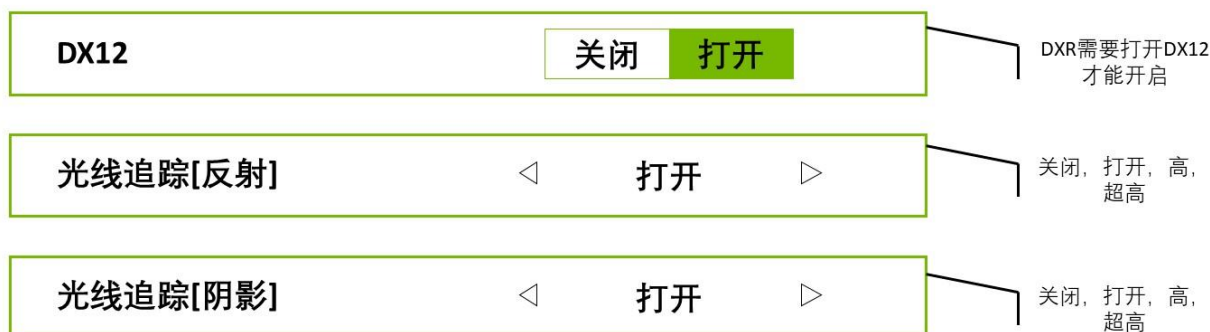 DX12
关闭 打开
DXR需要打开DX12
才能开启
光线追踪[反射]
打开
关闭，打开，高，
超高
光线追踪[阴影]
打开
关闭，打开，高，
超高